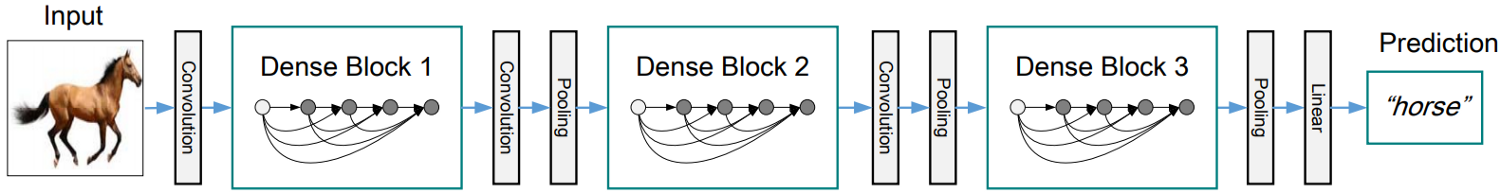 Input
Convolution
Dense Block 1
Convolution
Pooling
Dense Block 2
Convolution
Pooling
Dense Block 3
Pooling
Linear
Prediction
“horse”